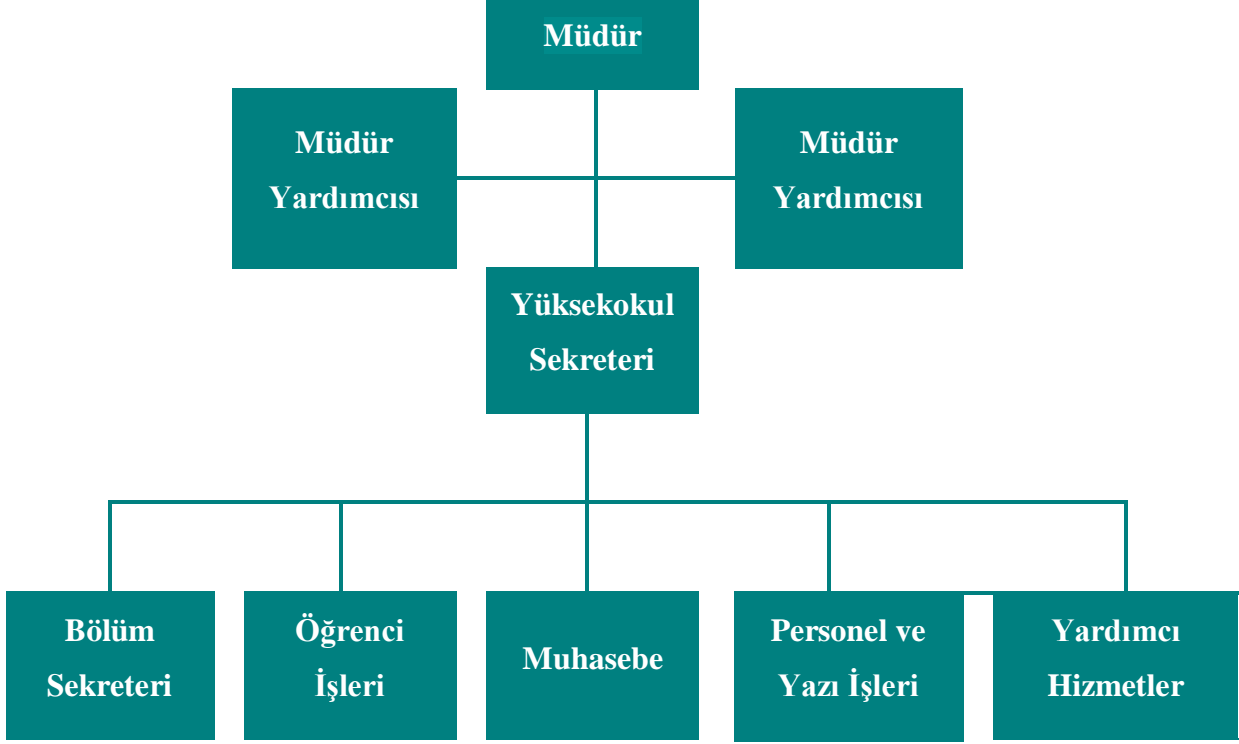 Müdür
Müdür
Yardımcısı
Müdür
Yardımcısı
Yüksekokul
Sekreteri
Bölüm
Sekreteri
Öğrenci
İşleri
Muhasebe
Personel ve
Yazı İşleri
Yardımcı
Hizmetler